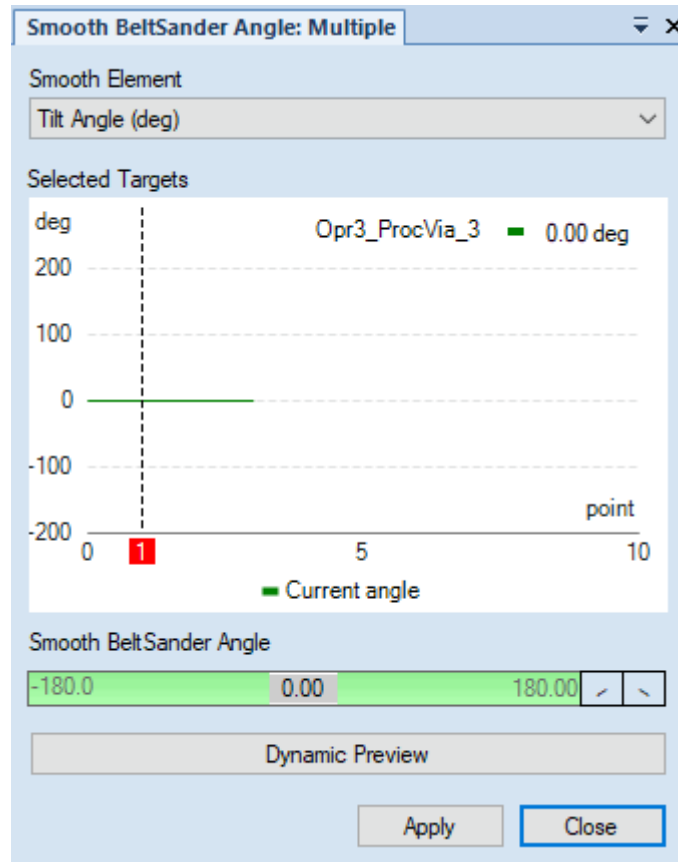 Smooth BeltSander Angle: Multiple
Smooth Element
Tilt Angle (deg)
Selected Targets
deg
Opr3_ProcVia_3 0.00 deg
200
100
0
-100
point
-200
0 1 5 10
Current angle
Smooth BeltSander Angle
-180.0 0.00 180.00
Dynamic Preview
Apply Close